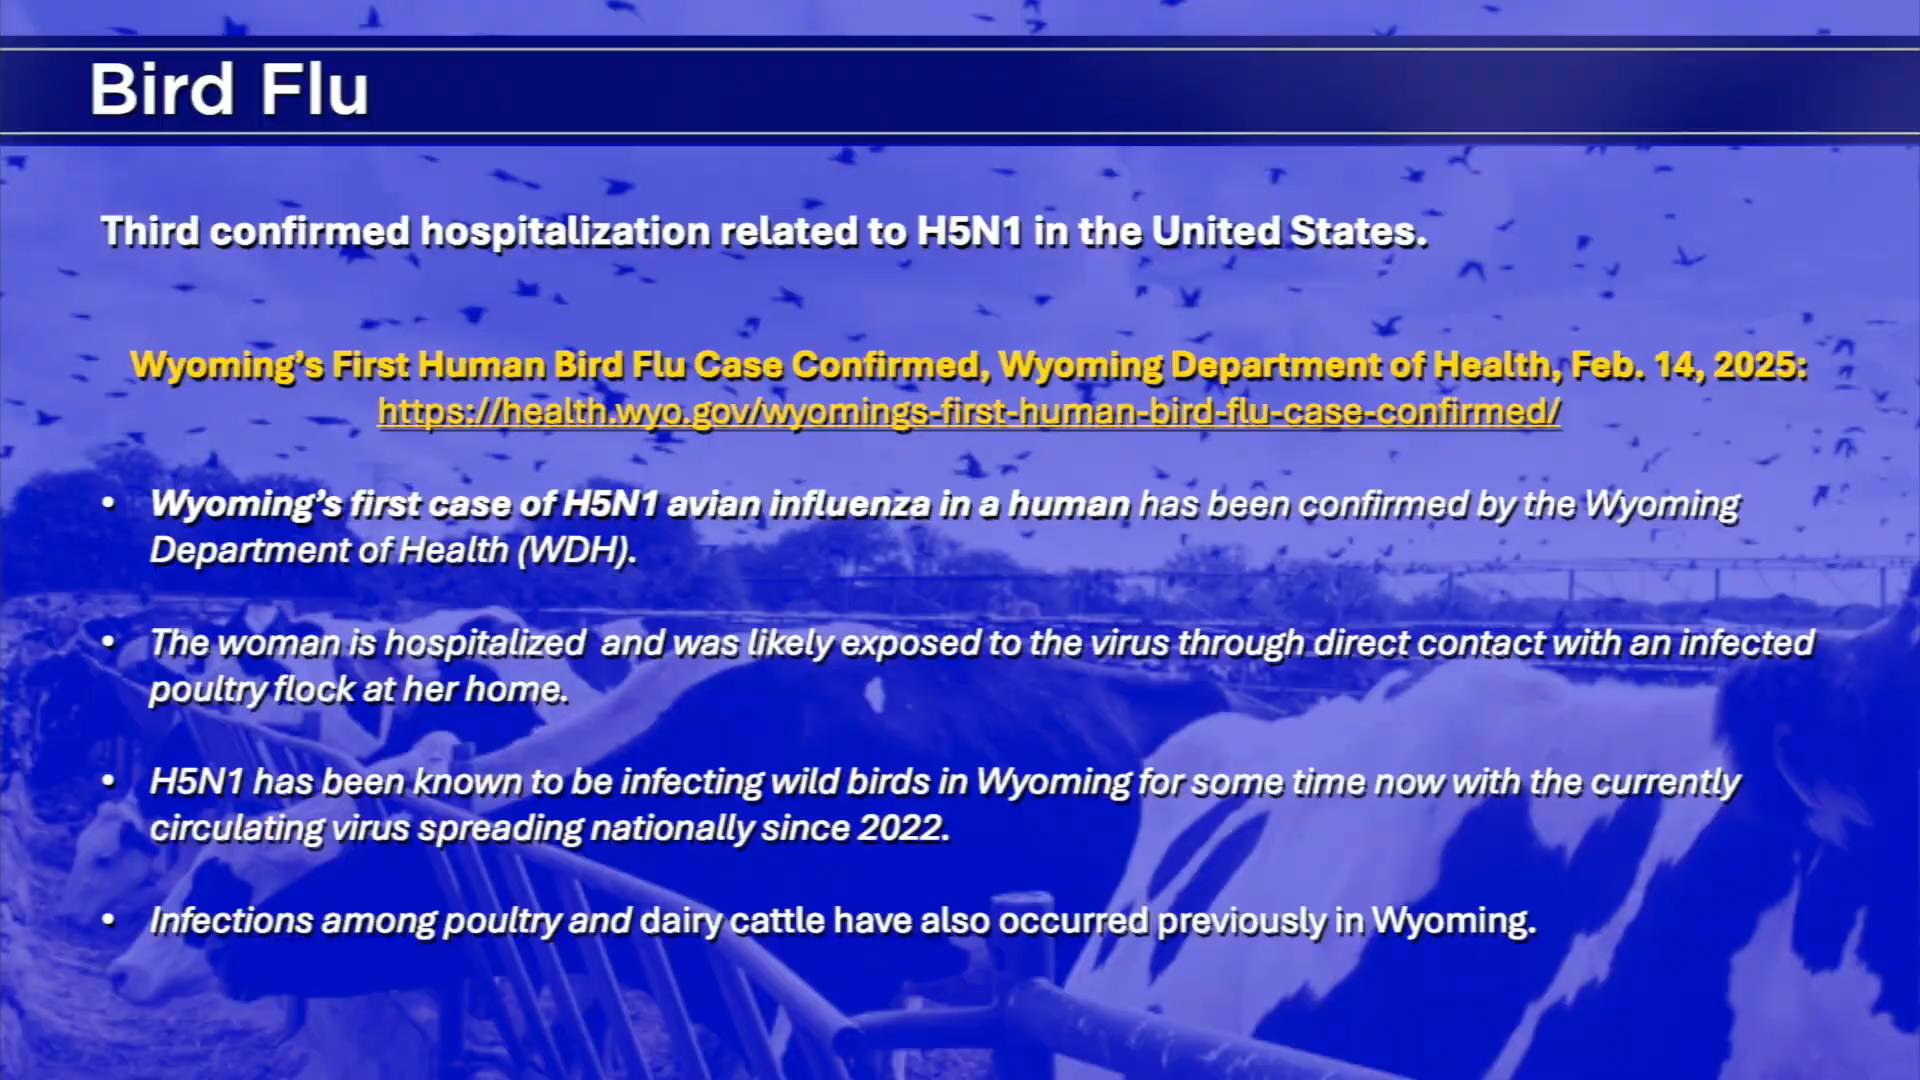 Bird Flu
Third confirmed hospitalization related to H5N1 in the United States.
Wyoming’s First Human Bird Flu Case Confirmed, Wyoming Department of Health, Feb. 14, 2025:
https://health.wyo.gov/wyomings-first-human-bird-flu-case-confirmed/
• Wyoming’s first case of H5N1 avian influenza in a human has been confirmed by the Wyoming
Department of Health (WDH).
• The woman is hospitalized  and was likely exposed to the virus through direct contact with an infected
poultry flock at her home.
• H5N1 has been known to be infecting wild birds in Wyoming for some time now with the currently
circulating virus spreading nationally since 2022.
• Infections among poultry and dairy cattle have also occurred previously in Wyoming.